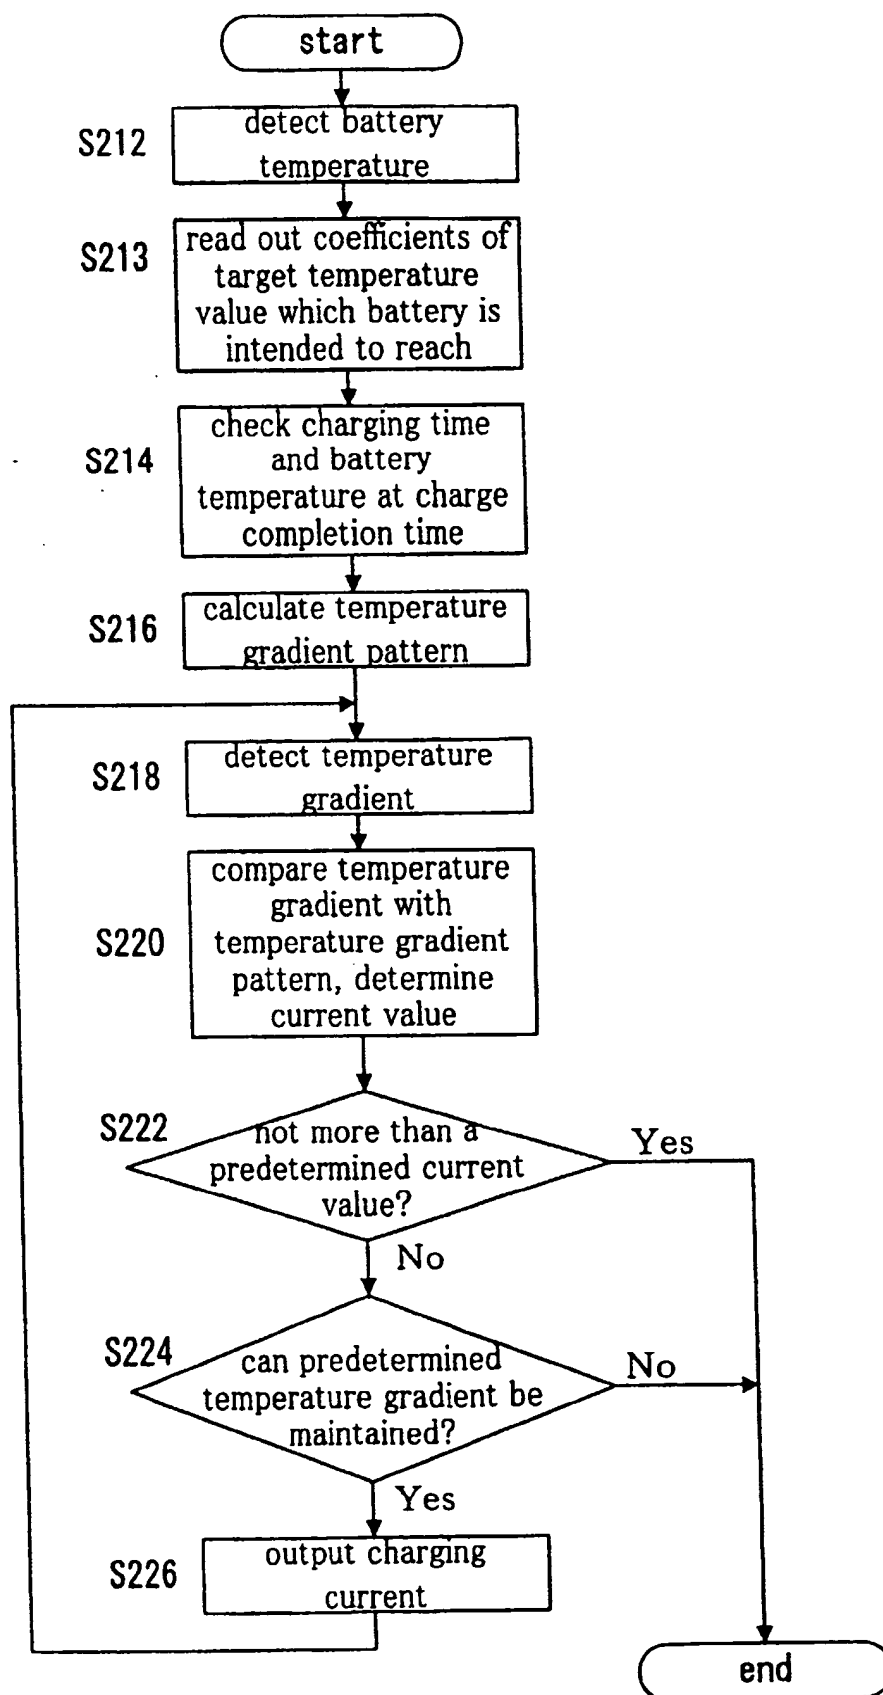 start
S212
detect battery
temperature
S213
read out coefficients of
target temperature
value which battery is
intended to reach
S214
check charging time
and battery
temperature at charge
completion time
S216
calculate temperature
gradient pattern
S218
detect temperature
gradient
S220
compare temperature
gradient with
temperature gradient
pattern, determine
current value
S222
not more than a
predetermined current
value?
Yes
No
S224
can predetermined
temperature gradient be
maintained?
No
Yes
S226
output charging
current
end